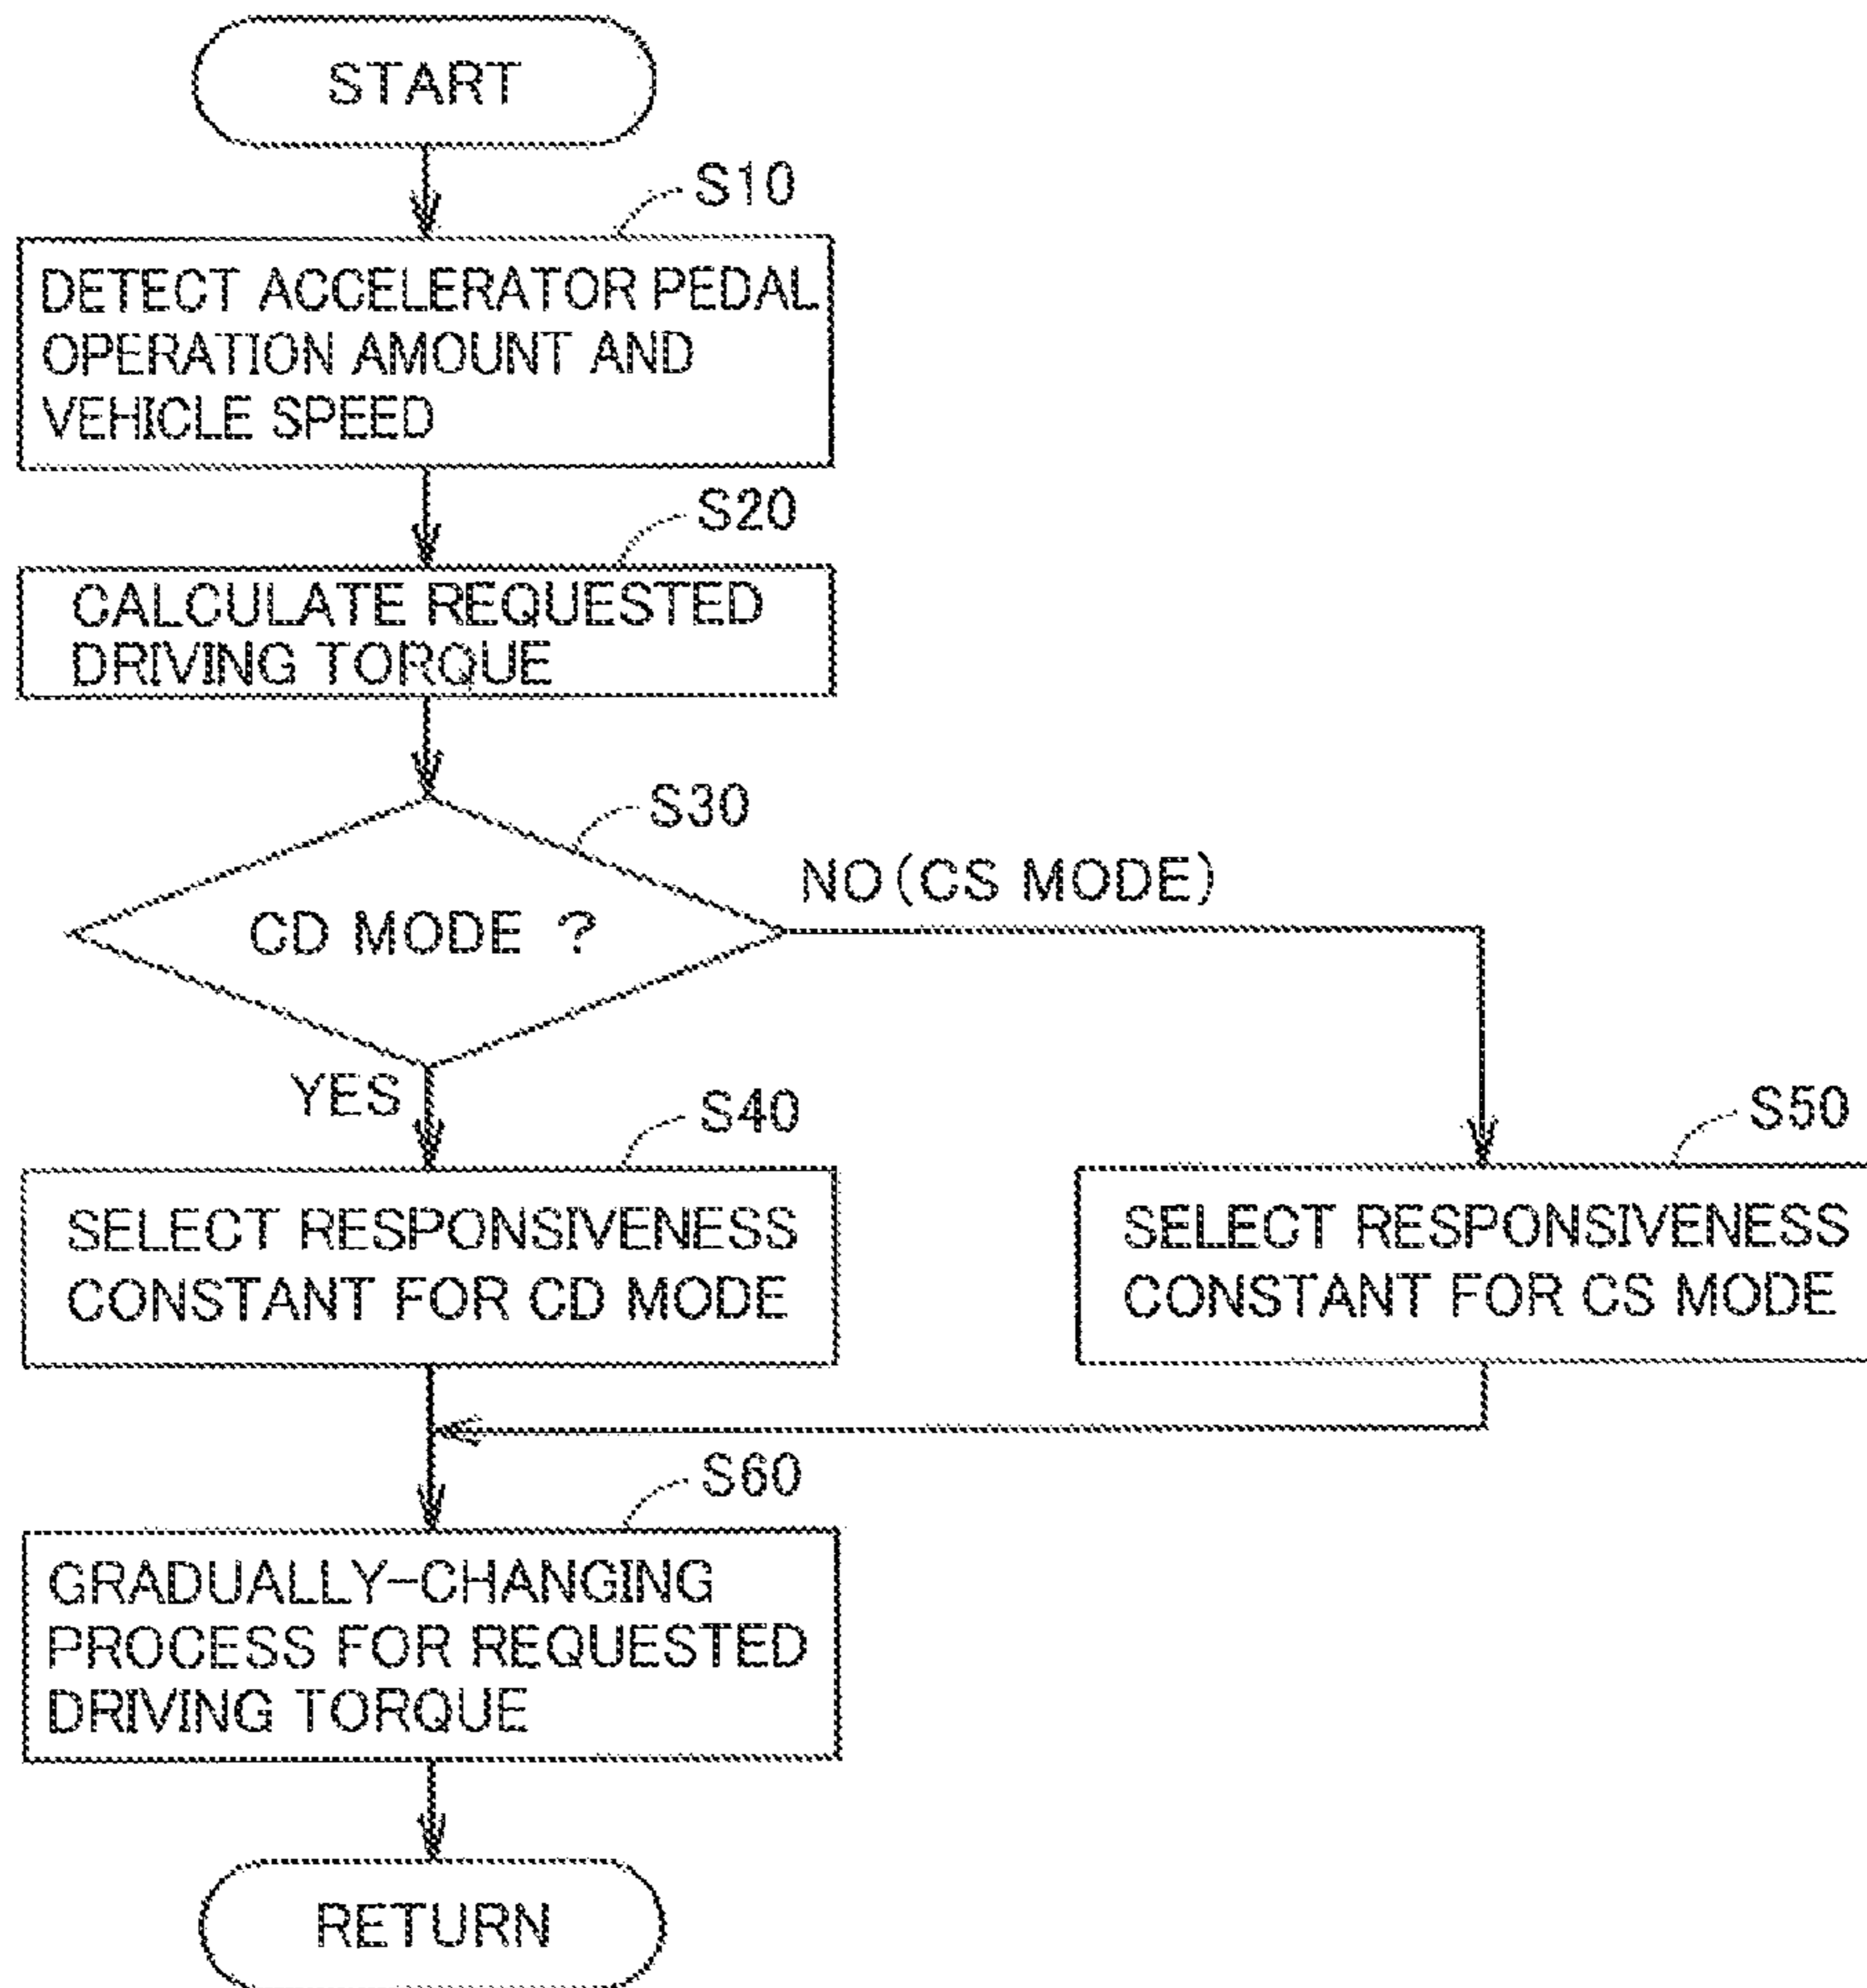 START
S10
DETECT ACCELERATOR PEDAL
OPERATION AMOUNT AND
VEHICLE SPEED
S20
CALCULATE REQUESTED
DRIVING TORQUE
S30
CD MODE ?
NO(CS MODE)
YES
S40
SELECT RESPONSIVENESS
CONSTANT FOR CD MODE
S50
SELECT RESPONSIVENESS
CONSTANT FOR CS MODE
S60
GRADUALLY-CHANGING
PROCESS FOR REQUESTED
DRIVING TORQUE
RETURN